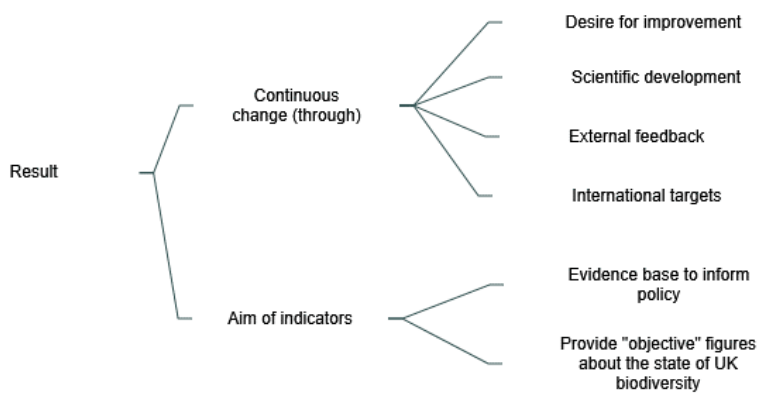 Result
Continuous
change (through)
Desire for improvement
Scientific development
External feedback
International targets
Aim of indicators
Evidence base to inform
policy
Provide "objective" figures
about the state of UK
biodiversity